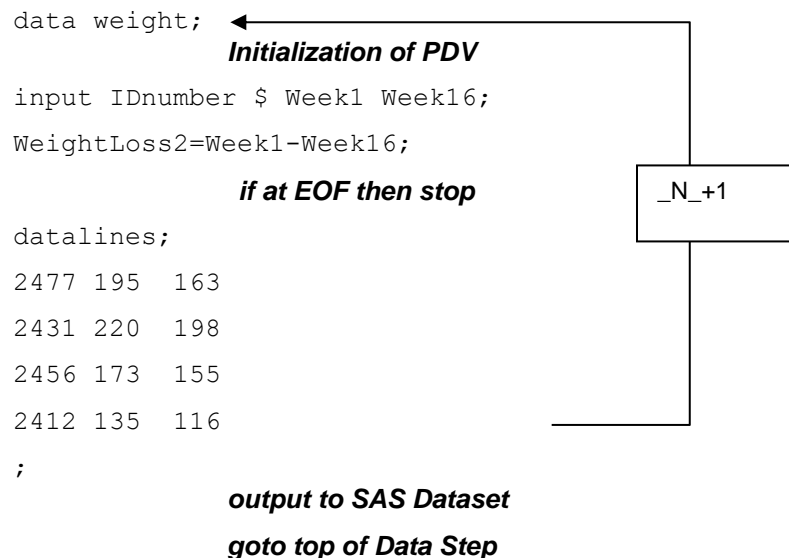 data weight;
Initialization of PDV
input IDnumber $ Week1 Week16;
WeightLoss2=Week1-Week16;
if at EOF then stop
_N_+1
datalines;
2477 195  163
2431 220  198
2456 173  155
2412 135  116
;
output to SAS Dataset
goto top of Data Step